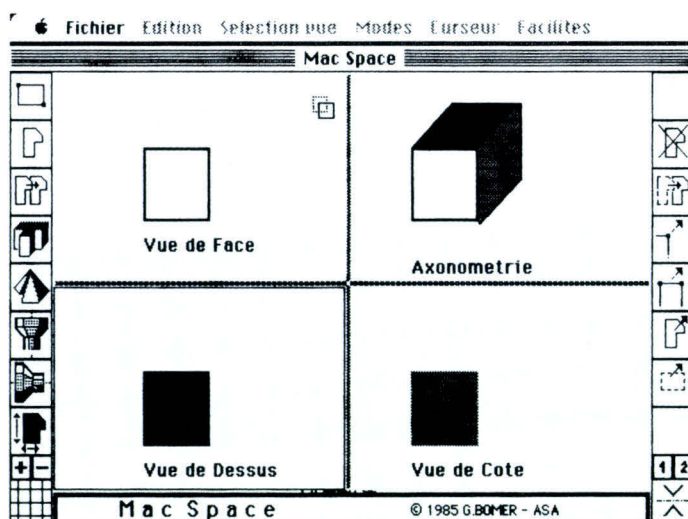 Fichier Edition Selection vue Modes Curseur Facilites
Mac Space
Vue de Face
Axonometrie
Vue de Dessus
Vue de Cote
+ - 1 2
Mac Space © 1985 G.BOMER - ASA